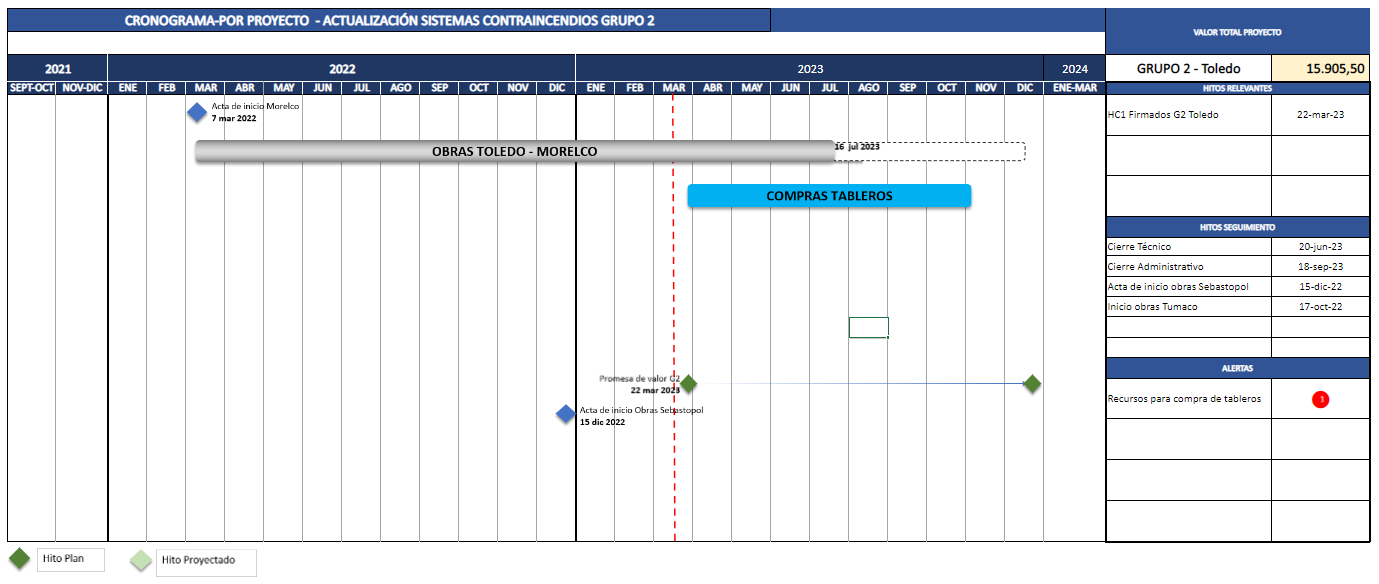 CRONOGRAMA-POR PROYECTO - ACTUALIZACIÓN SISTEMAS CONTRAINCENDIOS GRUPO 2
VALOR TOTAL PROYECTO
2021 2022 2023 2024 GRUPO 2 - Toledo 15.905,50
SEPT-OCT NOV-DIC ENE FEB MAR ABR MAY JUN JUL AGO SEP OCT NOV DIC ENE FEB MAR ABR MAY JUN JUL AGO SEP OCT NOV DIC ENE-MAR HITOS RELEVANTES
Acta de inicio Morelco
7 mar 2022
HC1 Firmados G2 Toledo 22-mar-23
OBRAS TOLEDO - MORELCO
16 jul 2023
COMPRAS TABLEROS
HITOS SEGUIMIENTO
Cierre Técnico 20-jun-23
Cierre Administrativo 18-sep-23
Acta de inicio obras Sebastopol 15-dic-22
Inicio obras Tumaco 17-oct-22
ALERTAS
Promesa de valor G2
22 mar 2023
Recursos para compra de tableros 1
Acta de inicio Obras Sebastopol
15 dic 2022
Hito Plan
Hito Proyectado